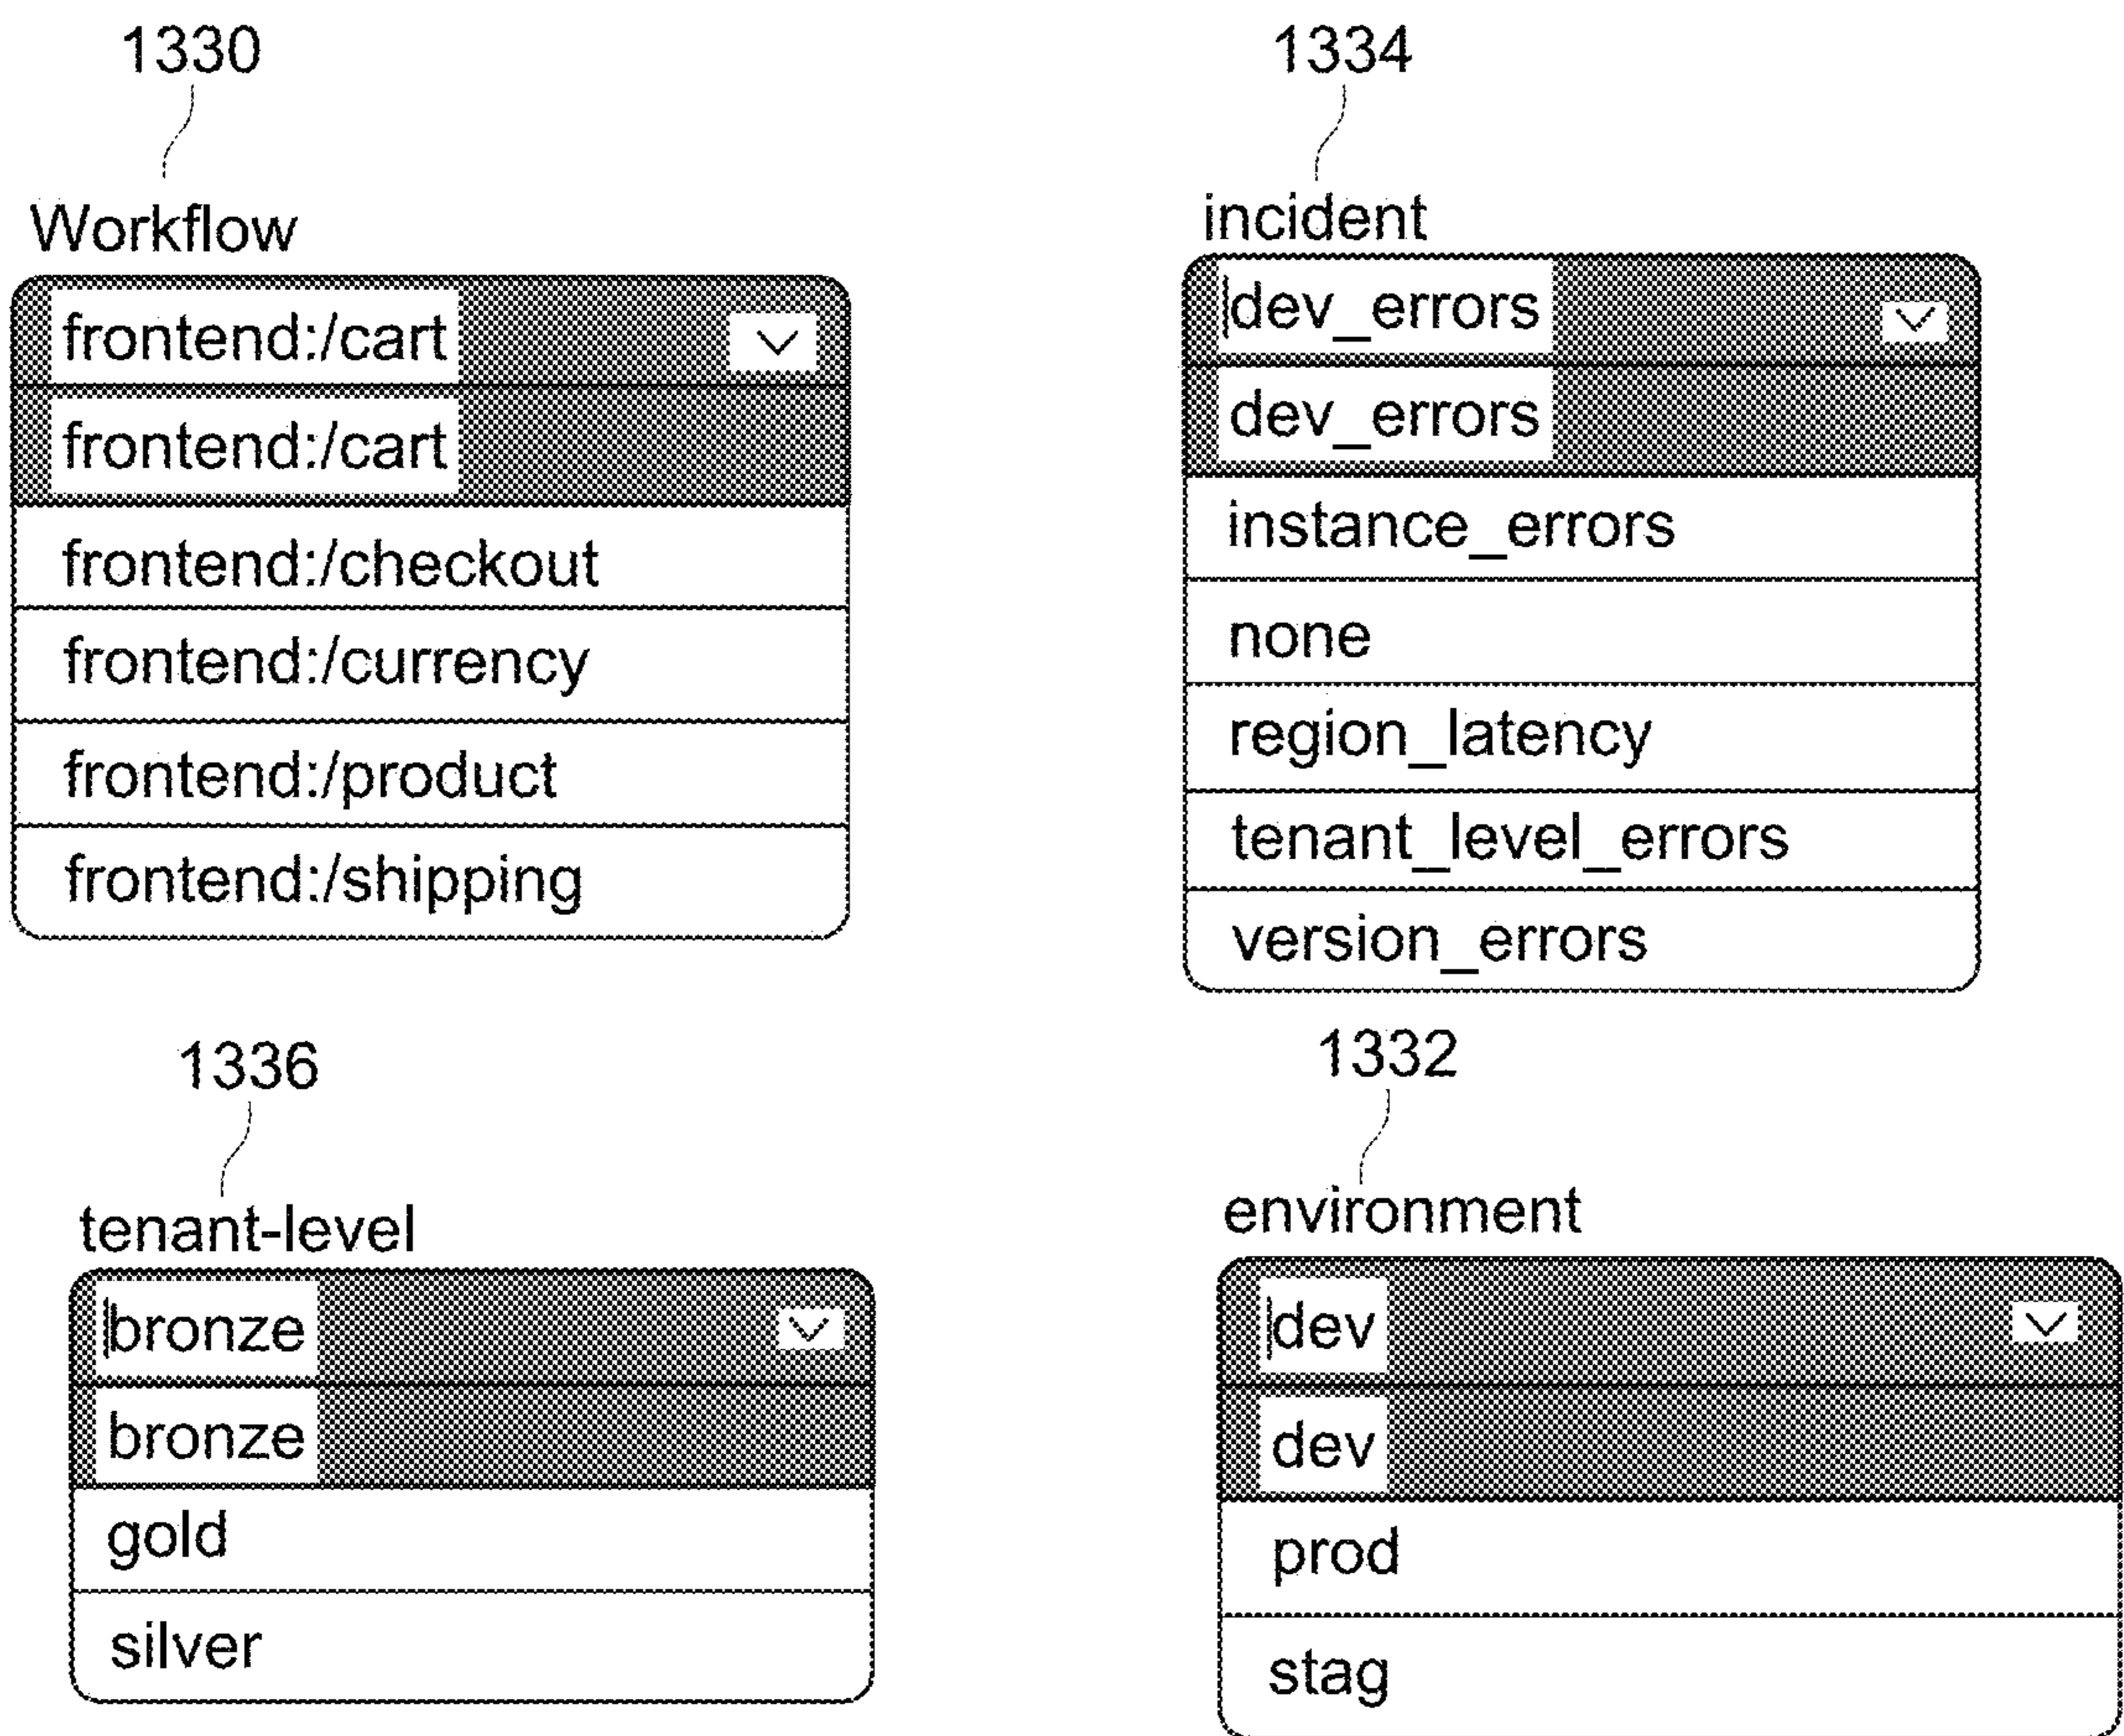 1330
Workflow
frontend:/cart
frontend:/cart
frontend:/checkout
frontend:/currency
frontend:/product
frontend:/shipping
1334
incident
dev_errors
dev_errors
instance_errors
none
region_latency
tenant_level_errors
version_errors
1336
tenant-level
bronze
bronze
gold
silver
1332
environment
dev
dev
prod
stag